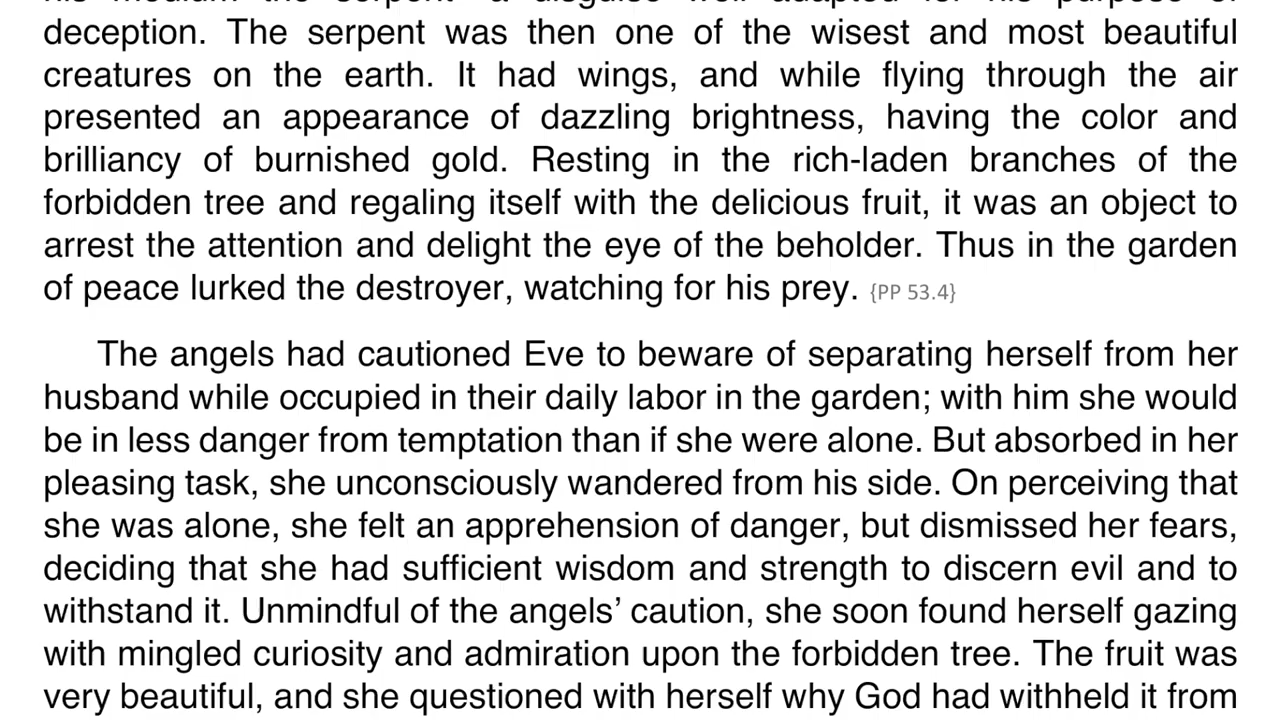 deception. The serpent was then one of the wisest and most beautiful
creatures on the earth. It had wings, and while flying through the air
presented an appearance of dazzling brightness, having the color and
brilliancy of burnished gold. Resting in the rich-laden branches of the
forbidden tree and regaling itself with the delicious fruit, it was an object to
arrest the attention and delight the eye of the beholder. Thus in the garden
of peace lurked the destroyer, watching for his prey. {PP 53.4}
The angels had cautioned Eve to beware of separating herself from her
husband while occupied in their daily labor in the garden; with him she would
be in less danger from temptation than if she were alone. But absorbed in her
pleasing task, she unconsciously wandered from his side. On perceiving that
she was alone, she felt an apprehension of danger, but dismissed her fears,
deciding that she had sufficient wisdom and strength to discern evil and to
withstand it. Unmindful of the angels’ caution, she soon found herself gazing
with mingled curiosity and admiration upon the forbidden tree. The fruit was
very beautiful, and she questioned with herself why God had withheld it from